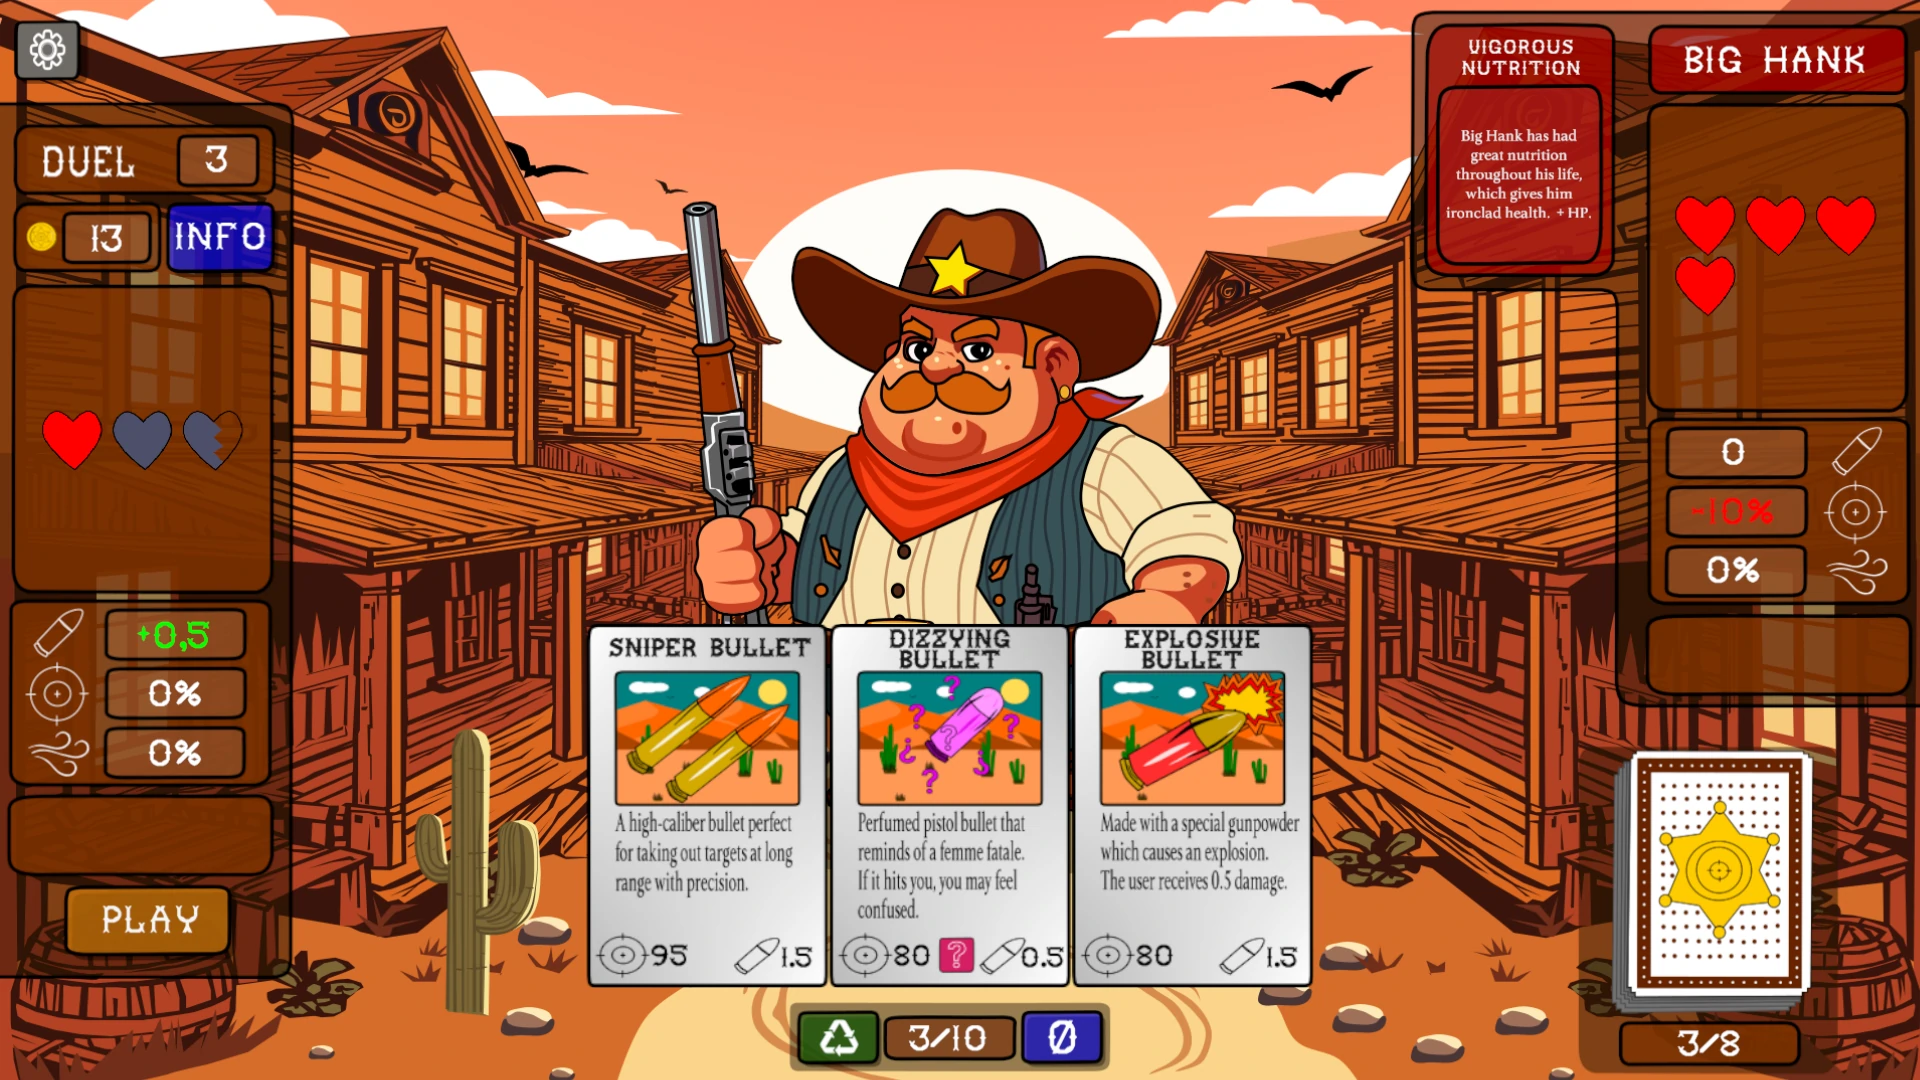 DUEL 3
13 INFO
+0,5
0%
0%
PLAY
VIGOROUS
NUTRITION
Big Hank has had
great nutrition
throughout his life,
which gives him
ironclad health. + HP.
BIG HANK
0
-10%
0%
SNIPER BULLET
A high-caliber bullet perfect
for taking out targets at long
range with precision.
95 1.5
DIZZYING
BULLET
Perfumed pistol bullet that
reminds of a femme fatale.
If it hits you, you may feel
confused.
80 ? 0.5
EXPLOSIVE
BULLET
Made with a special gunpowder
which causes an explosion.
The user receives 0.5 damage.
80 1.5
3/10 0
3/8